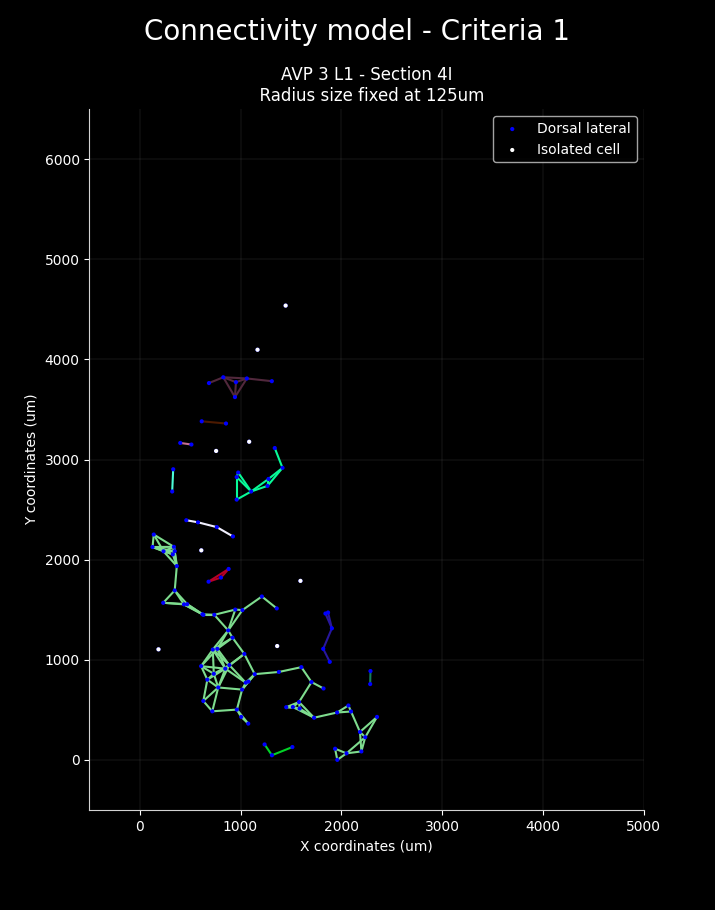 Connectivity model - Criteria 1
AVP 3 L1 - Section 4I
Radius size fixed at 125um
Dorsal lateral
Isolated cell
6000
5000
4000
3000
2000
1000
0
Y coordinates (um)
0 1000 2000 3000 4000 5000
X coordinates (um)